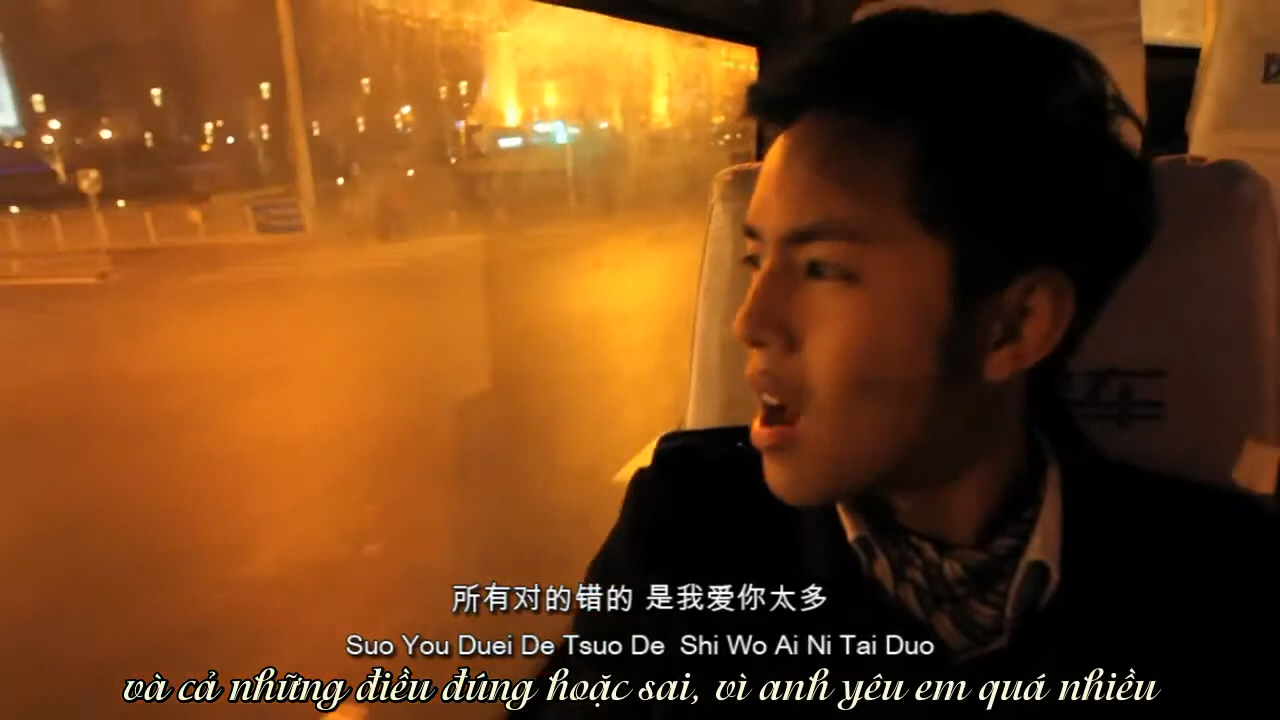 所有对的错的 是我爱你太多
Suo You Duei De Tsuo De Shi Wo Ai Ni Tai Duo
và cả những điều đúng hoặc sai, vì anh yêu em quá nhiều